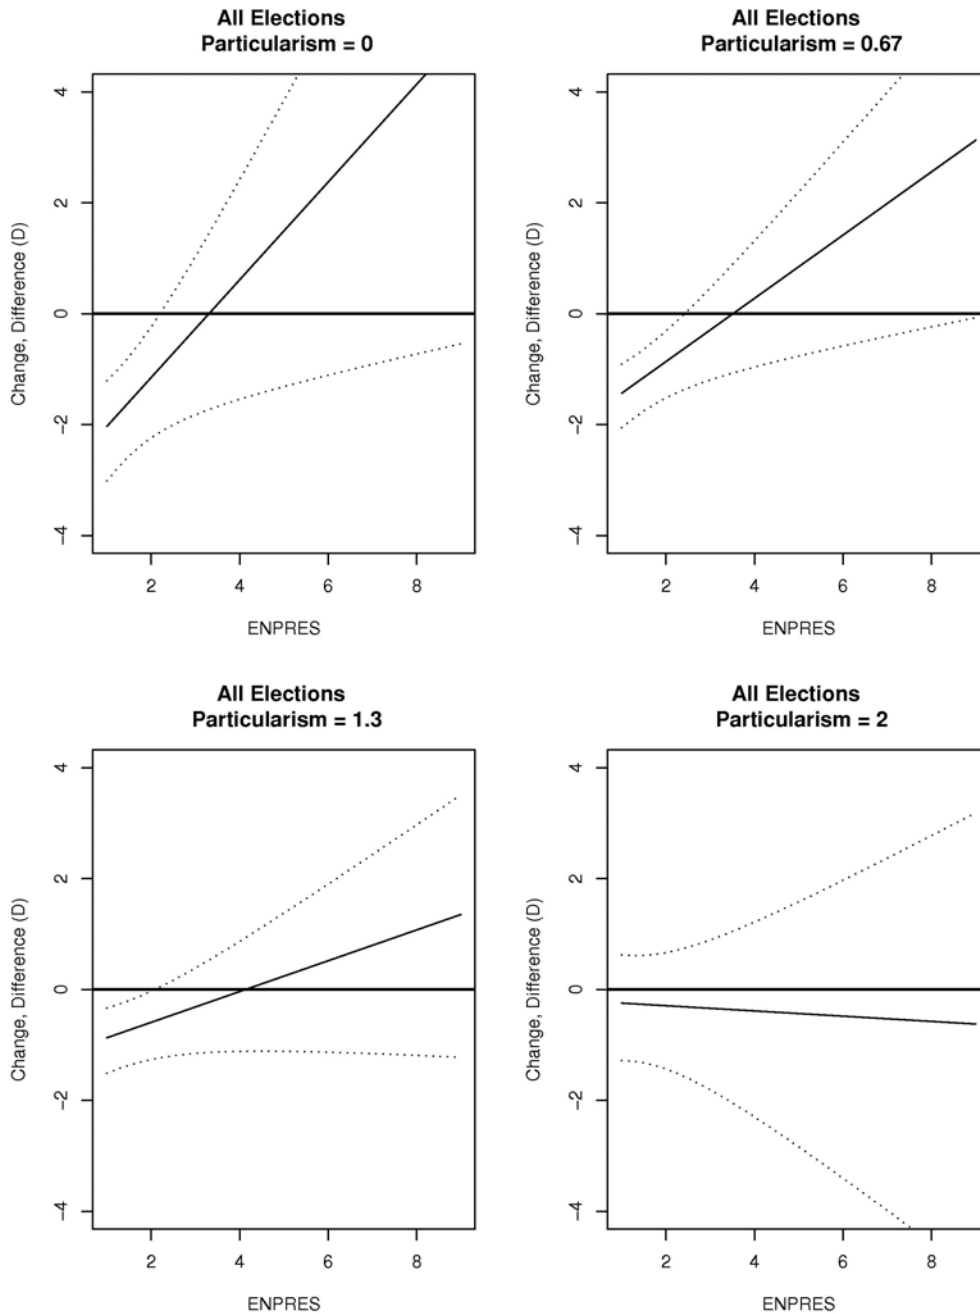 All Elections
Particularism = 0
4
2
0
−2
−4
Change, Difference (D)
2 4 6 8
ENPRES
All Elections
Particularism = 0.67
4
2
0
−2
−4
Change, Difference (D)
2 4 6 8
ENPRES
All Elections
Particularism = 1.3
4
2
0
−2
−4
Change, Difference (D)
2 4 6 8
ENPRES
All Elections
Particularism = 2
4
2
0
−2
−4
Change, Difference (D)
2 4 6 8
ENPRES